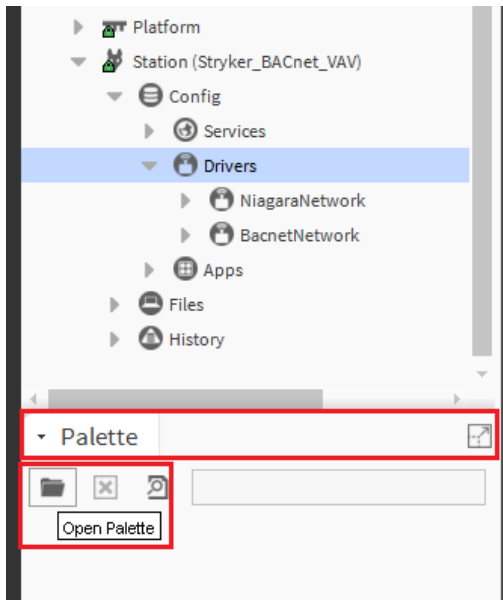 Platform
Station (Stryker_BACnet_VAV)
Config
Services
Drivers
NiagaraNetwork
BacnetNetwork
Apps
Files
History
Palette
Open Palette